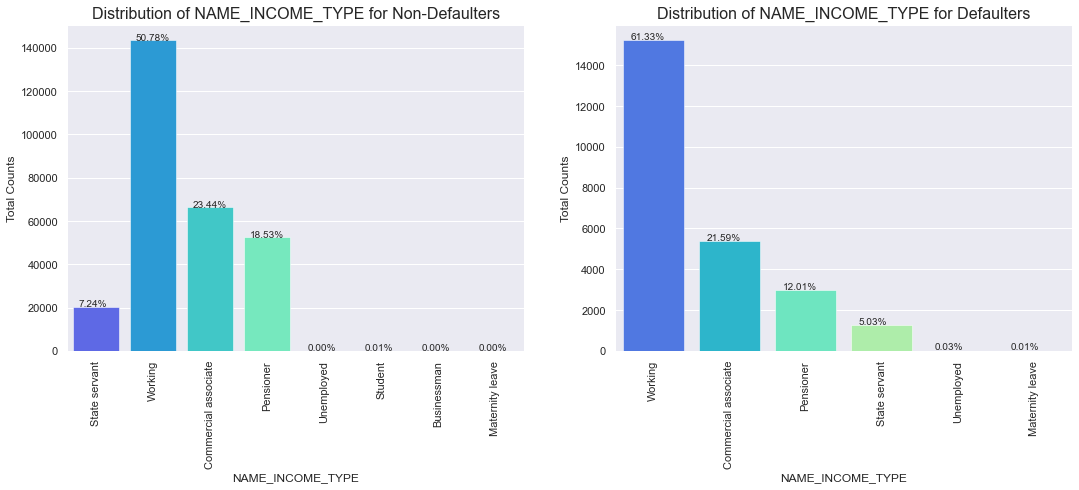 Distribution of NAME_INCOME_TYPE for Non-Defaulters
Total Counts
140000
120000
100000
80000
60000
40000
20000
0
7.24%
50.78%
23.44%
18.53%
0.00%
0.01%
0.00%
0.00%
State servant
Working
Commercial associate
Pensioner
Unemployed
Student
Businessman
Maternity leave
NAME_INCOME_TYPE
Distribution of NAME_INCOME_TYPE for Defaulters
Total Counts
14000
12000
10000
8000
6000
4000
2000
0
61.33%
21.59%
12.01%
5.03%
0.03%
0.01%
Working
Commercial associate
Pensioner
State servant
Unemployed
Maternity leave
NAME_INCOME_TYPE